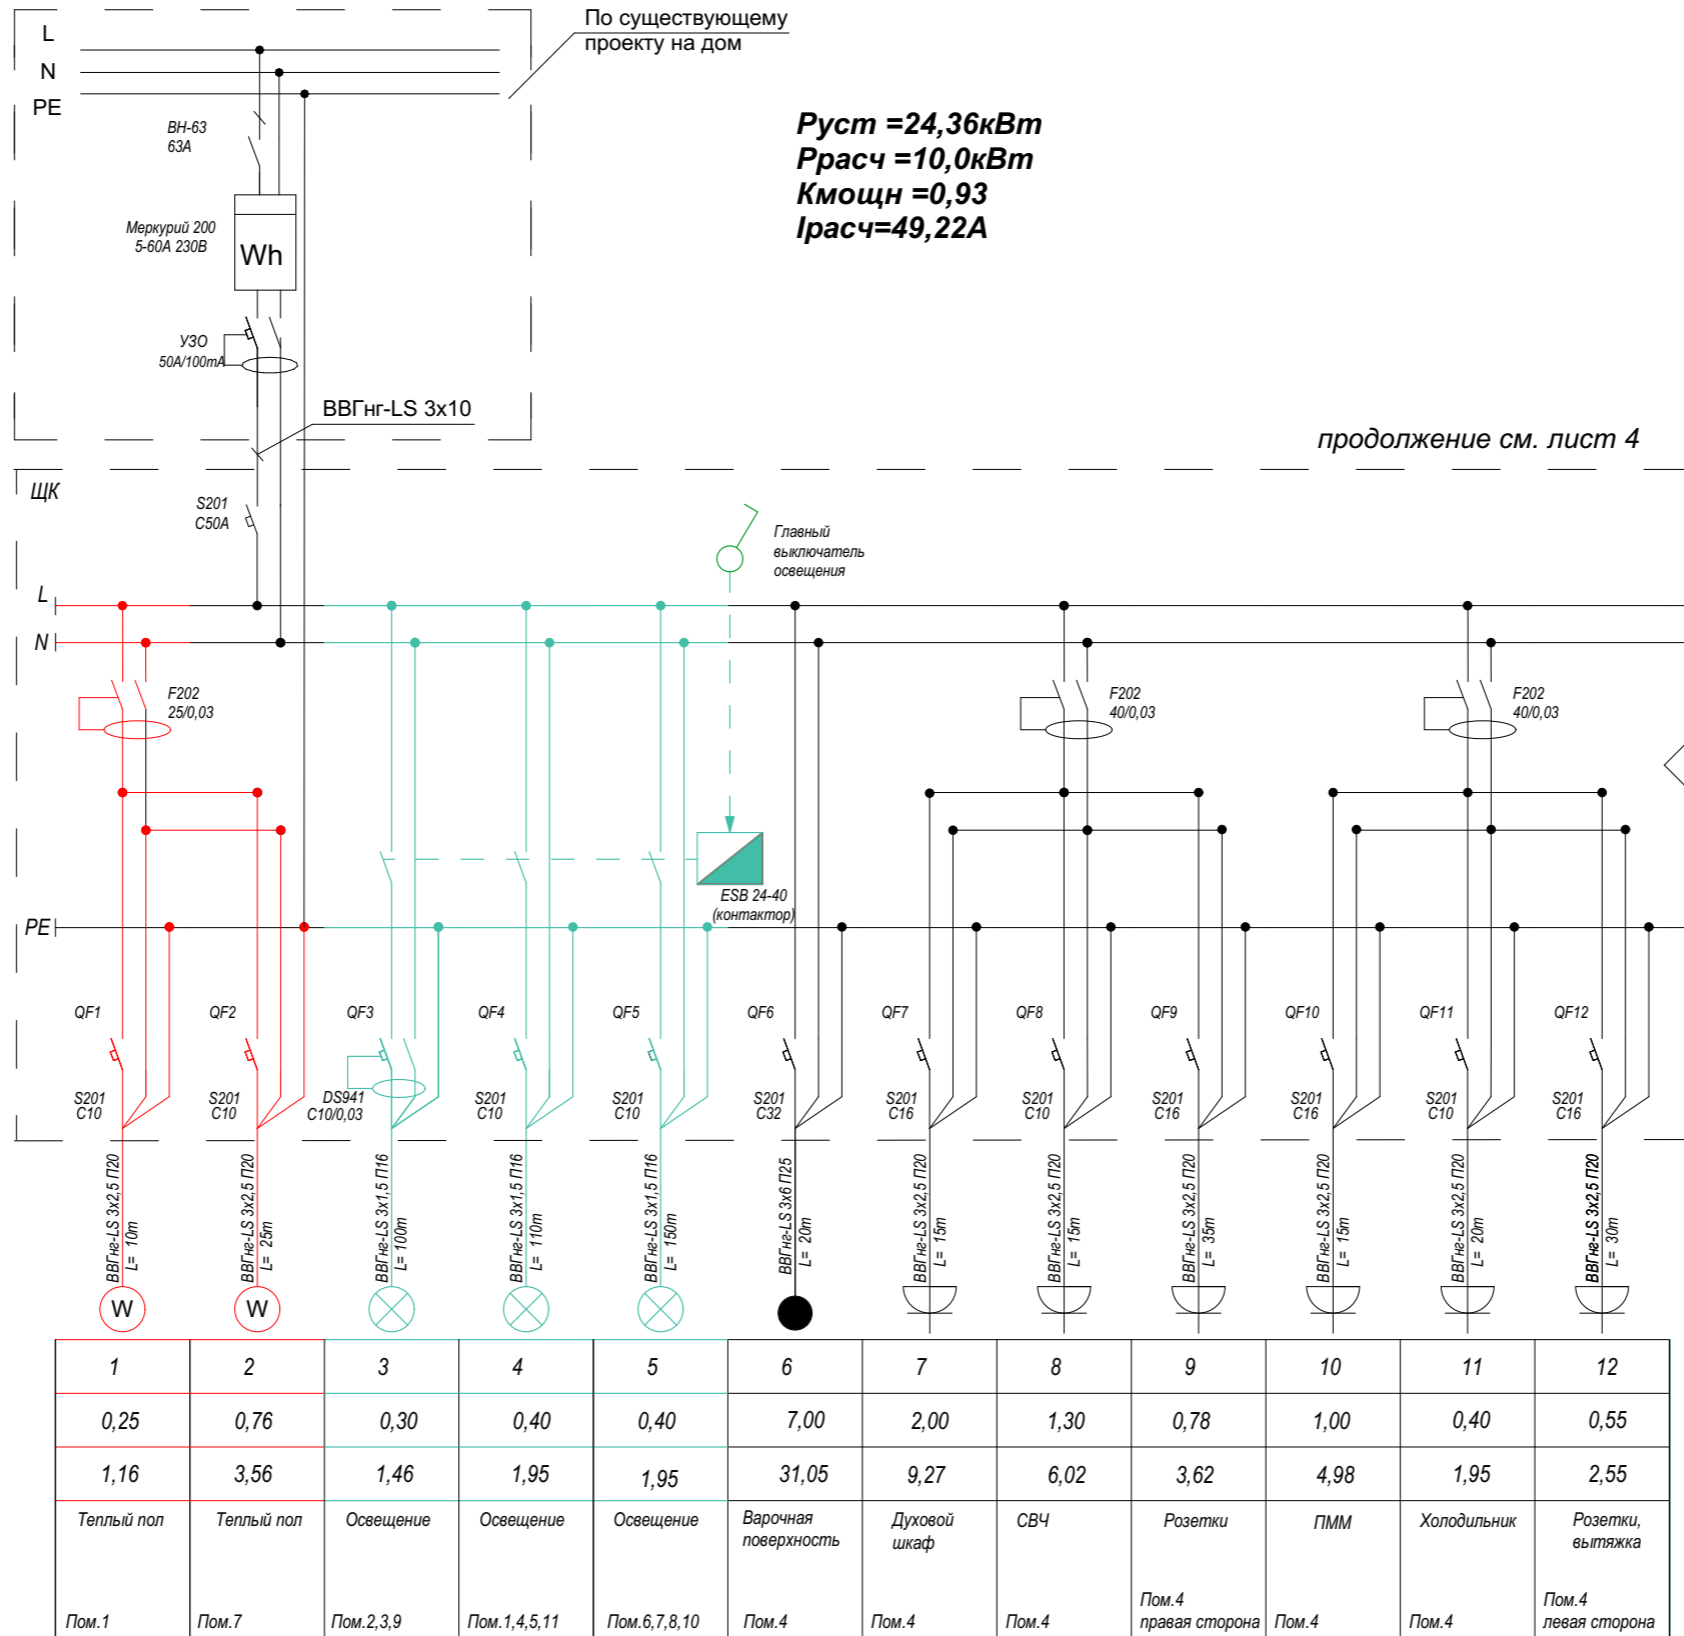 L
N
PE
По существующему
проекту на дом
ВН-63
63А
Pуст =24,36кВт
Ррасч =10,0кВт
Кмощн =0,93
Iрасч=49,22А
Меркурий 200
5-60А 230В
Wh
УЗО
50А/100mA
ВВГнг-LS 3х10
продолжение см. лист 4
ЩК
S201
C50A
Главный
выключатель
освещения
L
N
F202
25/0,03
F202
40/0,03
F202
40/0,03
ESB 24-40
(контактор)
PE
QF1
QF2
QF3
QF4
QF5
QF6
QF7
QF8
QF9
QF10
QF11
QF12
S201
C10
S201
C10
DS941
C10/0,03
S201
C10
S201
C10
S201
C32
S201
C16
S201
C10
S201
C16
S201
C16
S201
C10
S201
C16
ВВГнг-LS 3х2,5 П20
L= 10m
ВВГнг-LS 3х2,5 П20
L= 25m
ВВГнг-LS 3х1,5 П16
L= 100m
ВВГнг-LS 3х1,5 П16
L= 110m
ВВГнг-LS 3х1,5 П16
L= 150m
ВВГнг-LS 3х6 П25
L= 20m
ВВГнг-LS 3х2,5 П20
L= 15m
ВВГнг-LS 3х2,5 П20
L= 15m
ВВГнг-LS 3х2,5 П20
L= 35m
ВВГнг-LS 3х2,5 П20
L= 15m
ВВГнг-LS 3х2,5 П20
L= 20m
ВВГнг-LS 3х2,5 П20
L= 30m
W
W
1 2 3 4 5 6 7 8 9 10 11 12
0,25 0,76 0,30 0,40 0,40 7,00 2,00 1,30 0,78 1,00 0,40 0,55
1,16 3,56 1,46 1,95 1,95 31,05 9,27 6,02 3,62 4,98 1,95 2,55
Теплый пол
Теплый пол
Освещение
Освещение
Освещение
Варочная
поверхность
Духовой
шкаф
СВЧ
Розетки
ПММ
Холодильник
Розетки,
вытяжка
Пом.1
Пом.7
Пом.2,3,9
Пом.1,4,5,11
Пом.6,7,8,10
Пом.4
Пом.4
Пом.4
Пом.4
правая сторона
Пом.4
Пом.4
Пом.4
левая сторона